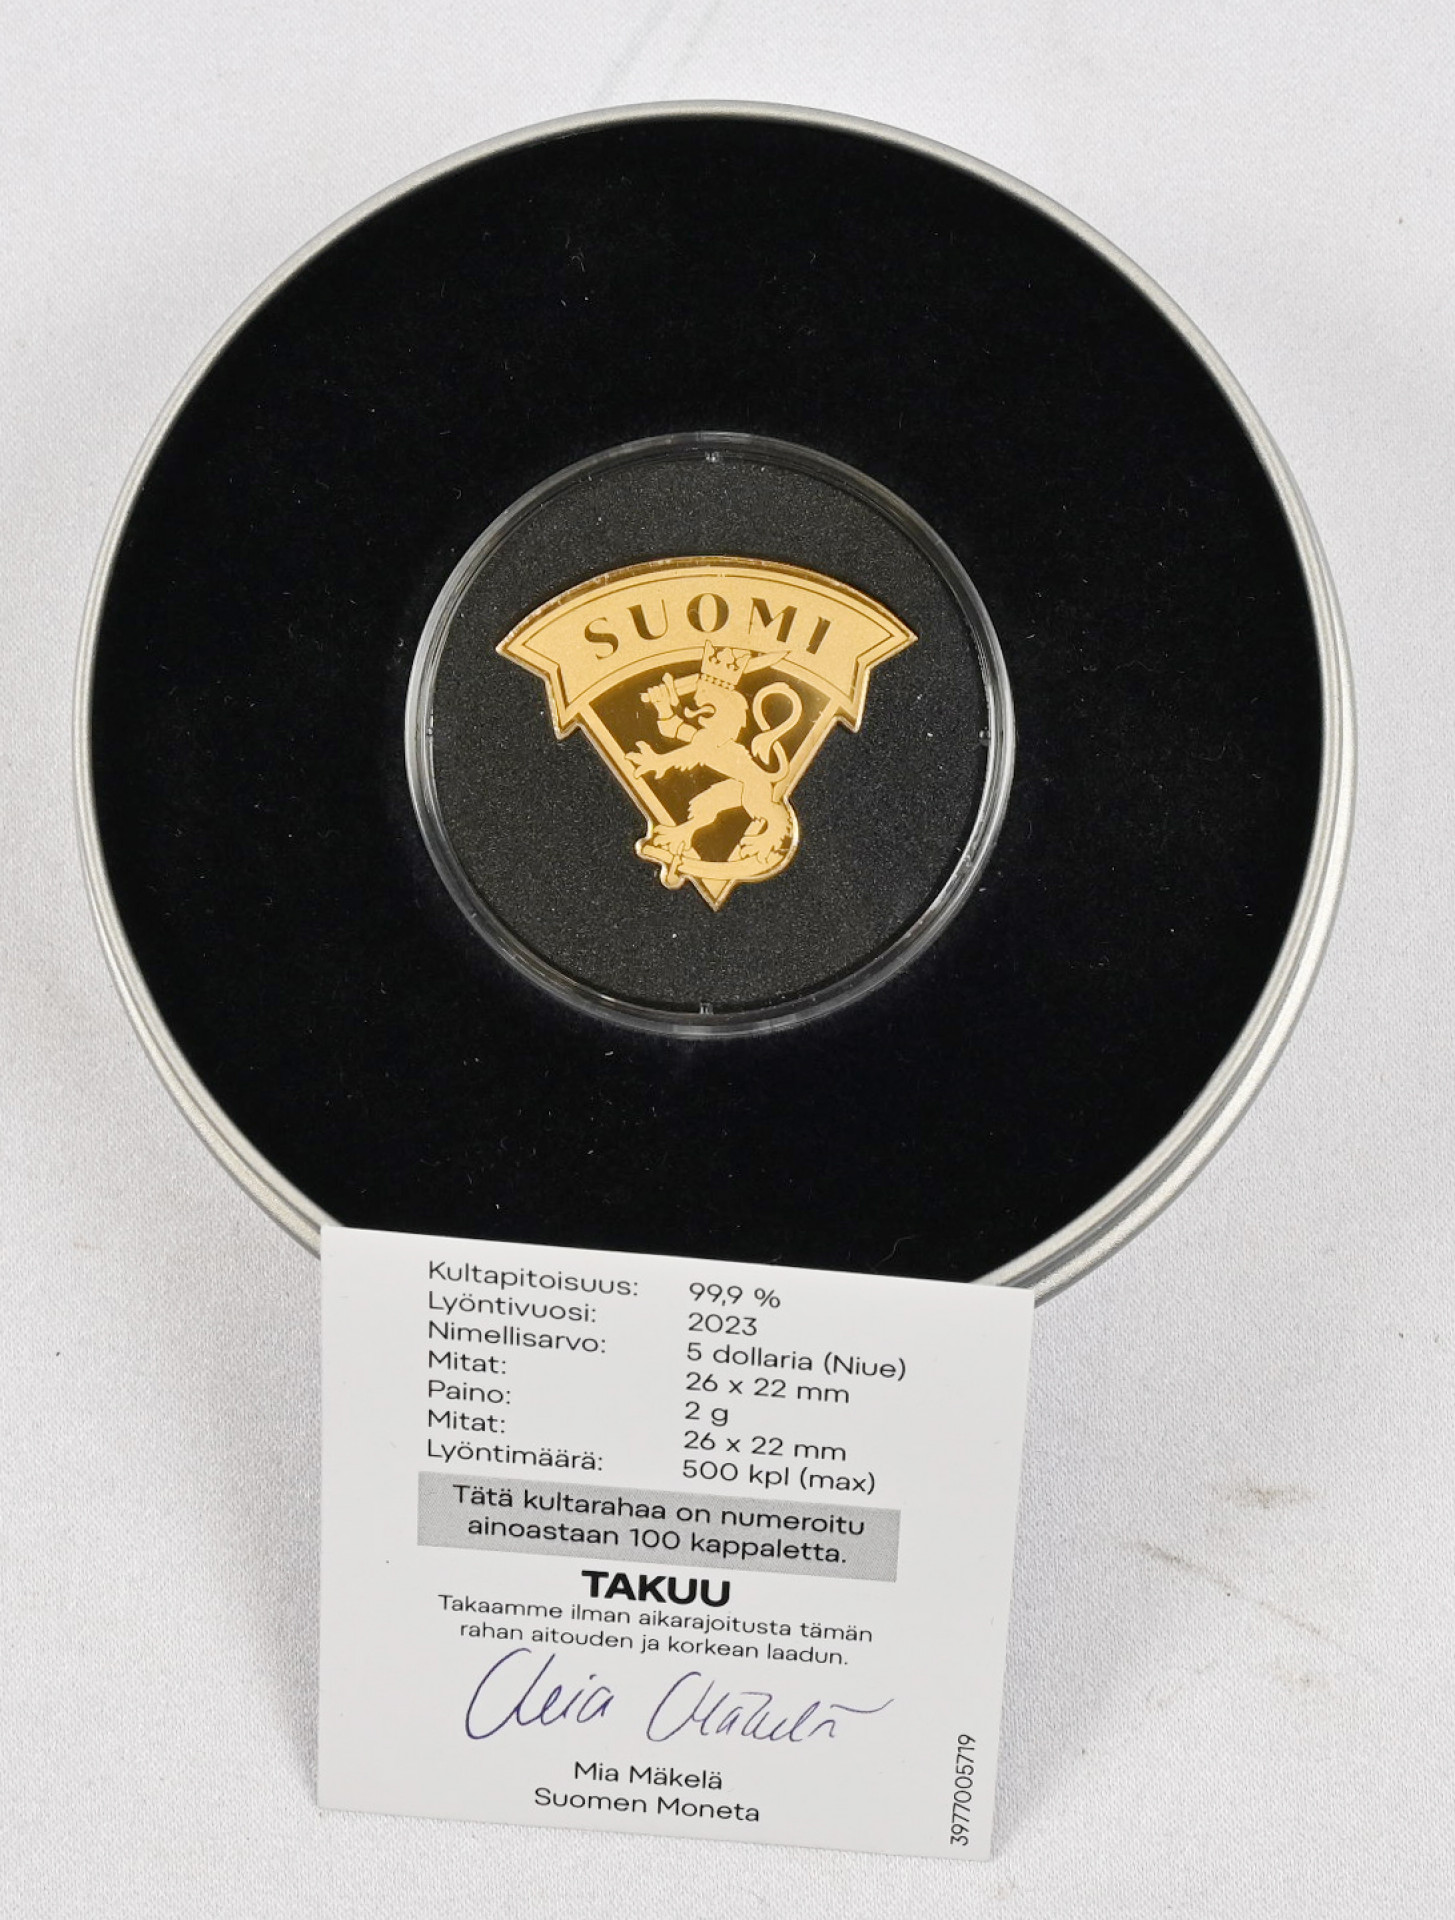 SUOMI
Kultapitoisuus: 99,9 %
Lyöntivuosi: 2023
Nimellisarvo: 5 dollaria (Niue)
Mitat: 26 x 22 mm
Paino: 2 g
Mitat: 26 x 22 mm
Lyöntimäärä: 500 kpl (max)
Tätä kultarahaa on numeroitu
ainoastaan 100 kappaletta.
TAKUU
Takaamme ilman aikarajoitusta tämän
rahan aitouden ja korkean laadun.
Mia Mäkelä
Mia Mäkelä
Suomen Moneta
3977005719